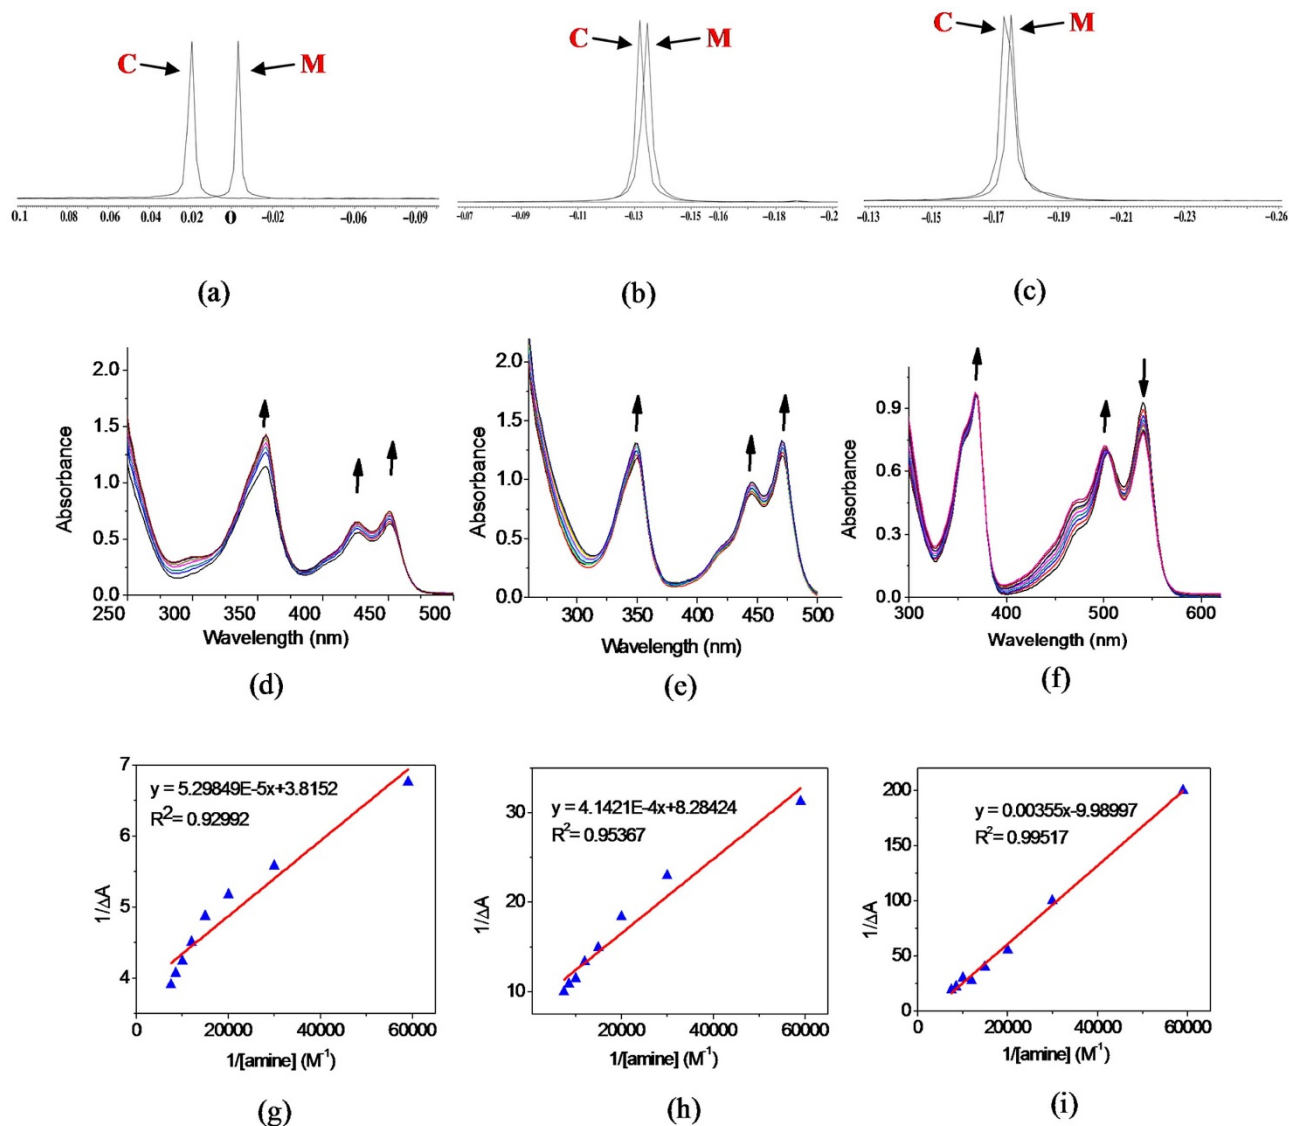 C M
0.1 0.08 0.06 0.04 0.02 0 -0.02 -0.06 -0.09
(a)
C M
-0.07 -0.09 -0.11 -0.13 -0.14 -0.16 -0.18 -0.2
(b)
C M
-0.13 -0.15 -0.17 -0.19 -0.21 -0.23 -0.26
(c)
Absorbance
2.0
1.5
1.0
0.5
0.0
250 300 350 400 450 500
Wavelength (nm)
(d)
Absorbance
2.0
1.5
1.0
0.5
0.0
300 350 400 450 500
Wavelength (nm)
(e)
Absorbance
0.9
0.6
0.3
0.0
300 400 500 600
Wavelength (nm)
(f)
1/ΔA
7
6
5
4
y = 5.29849E-5x+3.8152
R²= 0.92992
0 20000 40000 60000
1/[amine] (M⁻¹)
(g)
1/ΔA
30
20
10
y = 4.1421E-4x+8.28424
R²= 0.95367
20000 40000 60000
1/[amine] (M⁻¹)
(h)
1/ΔA
200
150
100
50
0
y = 0.00355x-9.98997
R²= 0.99517
0 20000 40000 60000
1/[amine] (M⁻¹)
(i)